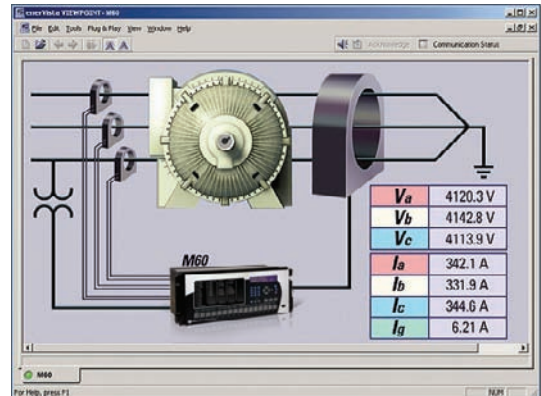 enerVista VIEWPOINT - M60
File Edit Tools Plug&Play View Window Help
Acknowledge Communication Status
Va 4120.3 V
Vb 4142.8 V
Vc 4113.9 V
Ia 342.1 A
Ib 331.9 A
Ic 344.6 A
Ig 6.21 A
M60
M60
For Help, press F1
NUM